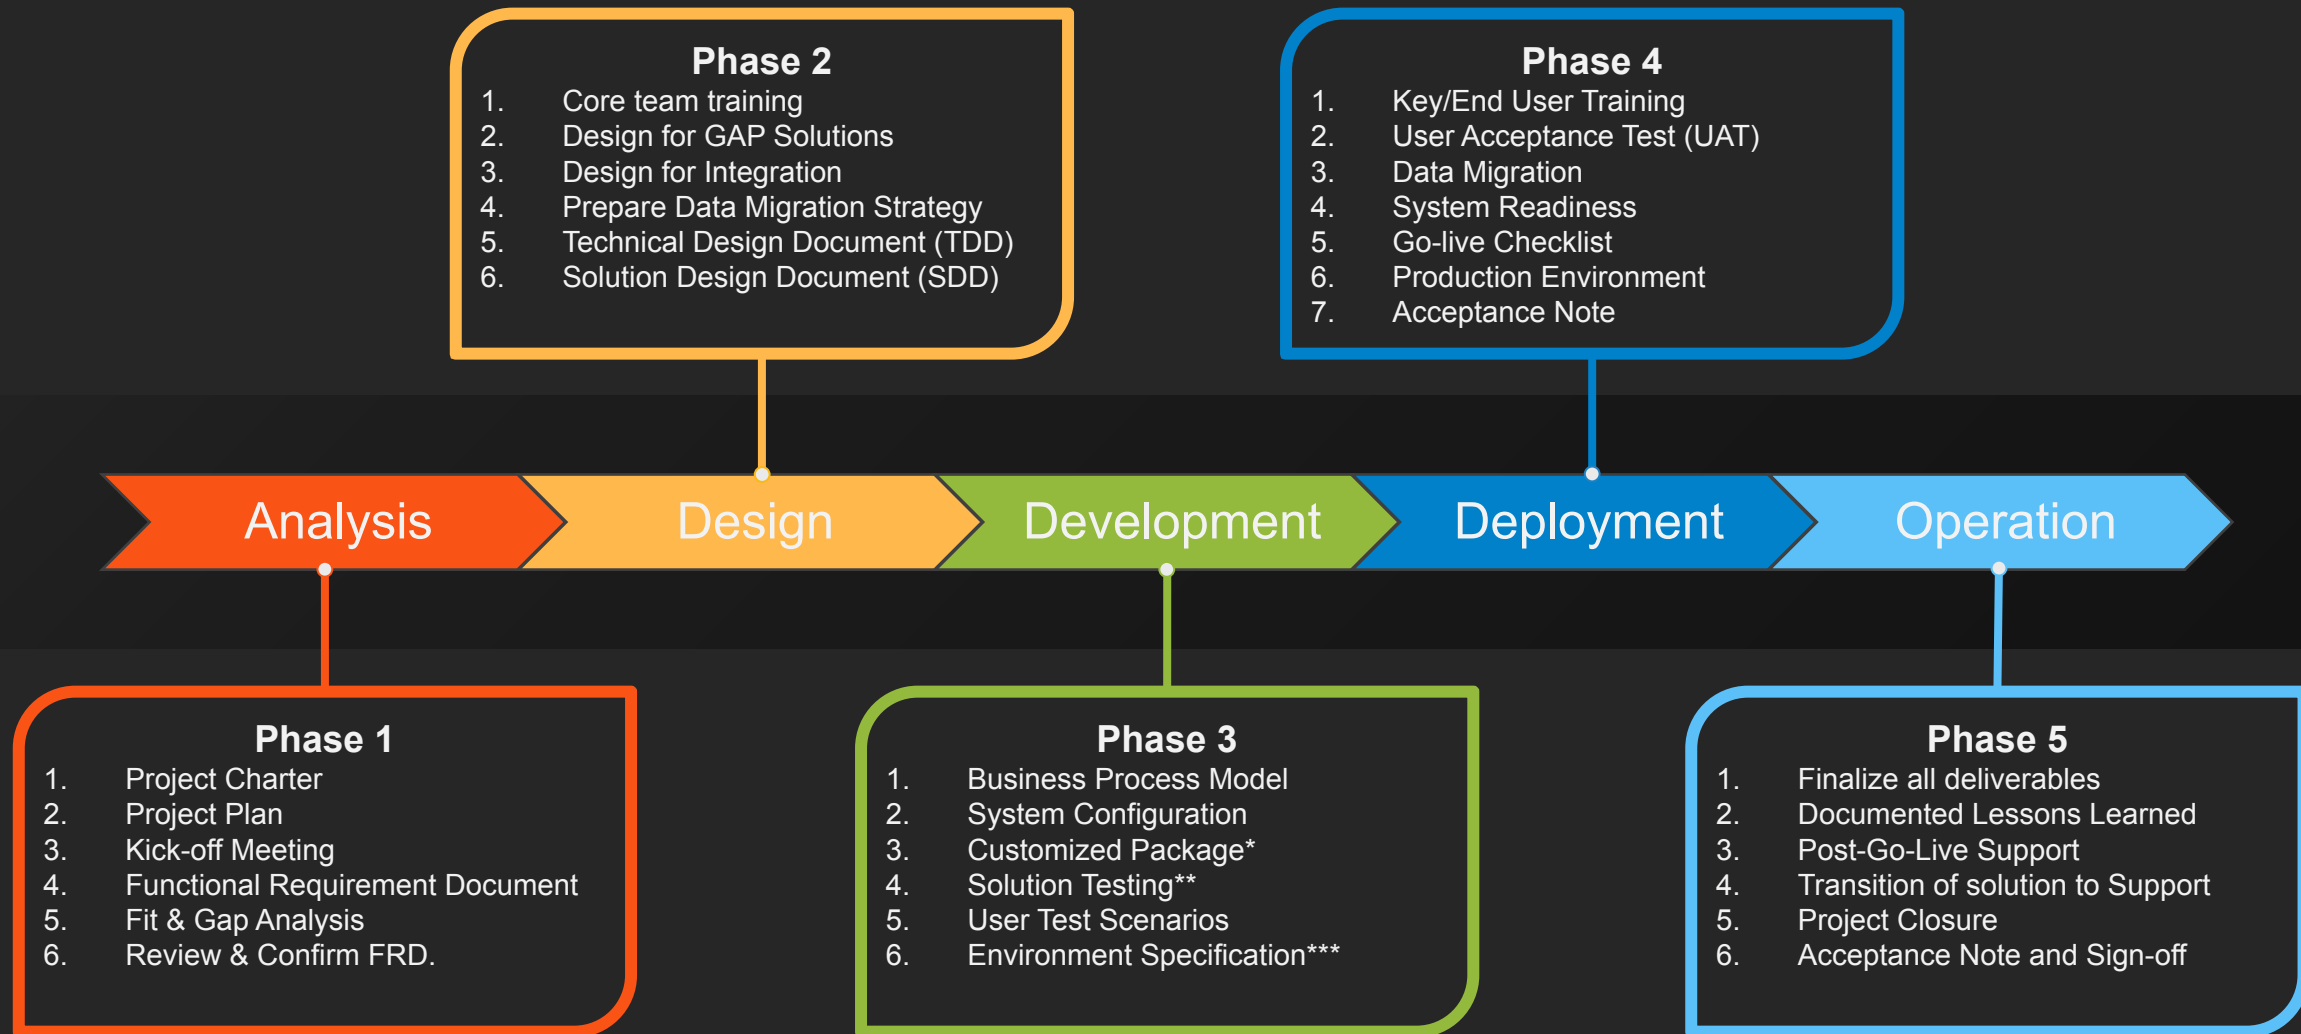 Phase 2
1. Core team training
2. Design for GAP Solutions
3. Design for Integration
4. Prepare Data Migration Strategy
5. Technical Design Document (TDD)
6. Solution Design Document (SDD)
Phase 4
1. Key/End User Training
2. User Acceptance Test (UAT)
3. Data Migration
4. System Readiness
5. Go-live Checklist
6. Production Environment
7. Acceptance Note
Analysis
Design
Development
Deployment
Operation
Phase 1
1. Project Charter
2. Project Plan
3. Kick-off Meeting
4. Functional Requirement Document
5. Fit & Gap Analysis
6. Review & Confirm FRD.
Phase 3
1. Business Process Model
2. System Configuration
3. Customized Package*
4. Solution Testing**
5. User Test Scenarios
6. Environment Specification***
Phase 5
1. Finalize all deliverables
2. Documented Lessons Learned
3. Post-Go-Live Support
4. Transition of solution to Support
5. Project Closure
6. Acceptance Note and Sign-off